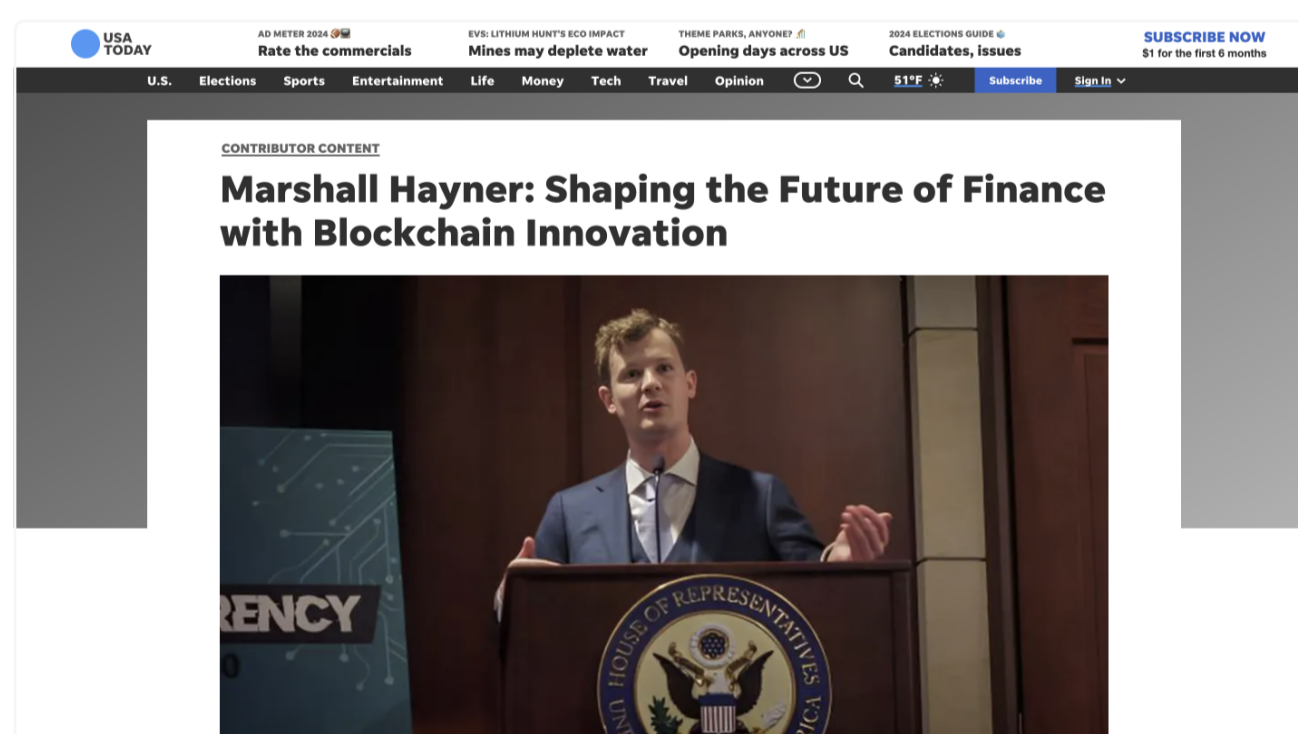 USA
TODAY
AD METER 2024
Rate the commercials
EVS: LITHIUM HUNT'S ECO IMPACT
Mines may deplete water
THEME PARKS, ANYONE?
Opening days across US
2024 ELECTIONS GUIDE
Candidates, issues
SUBSCRIBE NOW
$1 for the first 6 months
U.S. Elections Sports Entertainment Life Money Tech Travel Opinion 51°F Subscribe Sign In
CONTRIBUTOR CONTENT
Marshall Hayner: Shaping the Future of Finance
with Blockchain Innovation
RENCY
0
HOUSE OF REPRESENTATIVES
UN
ICA